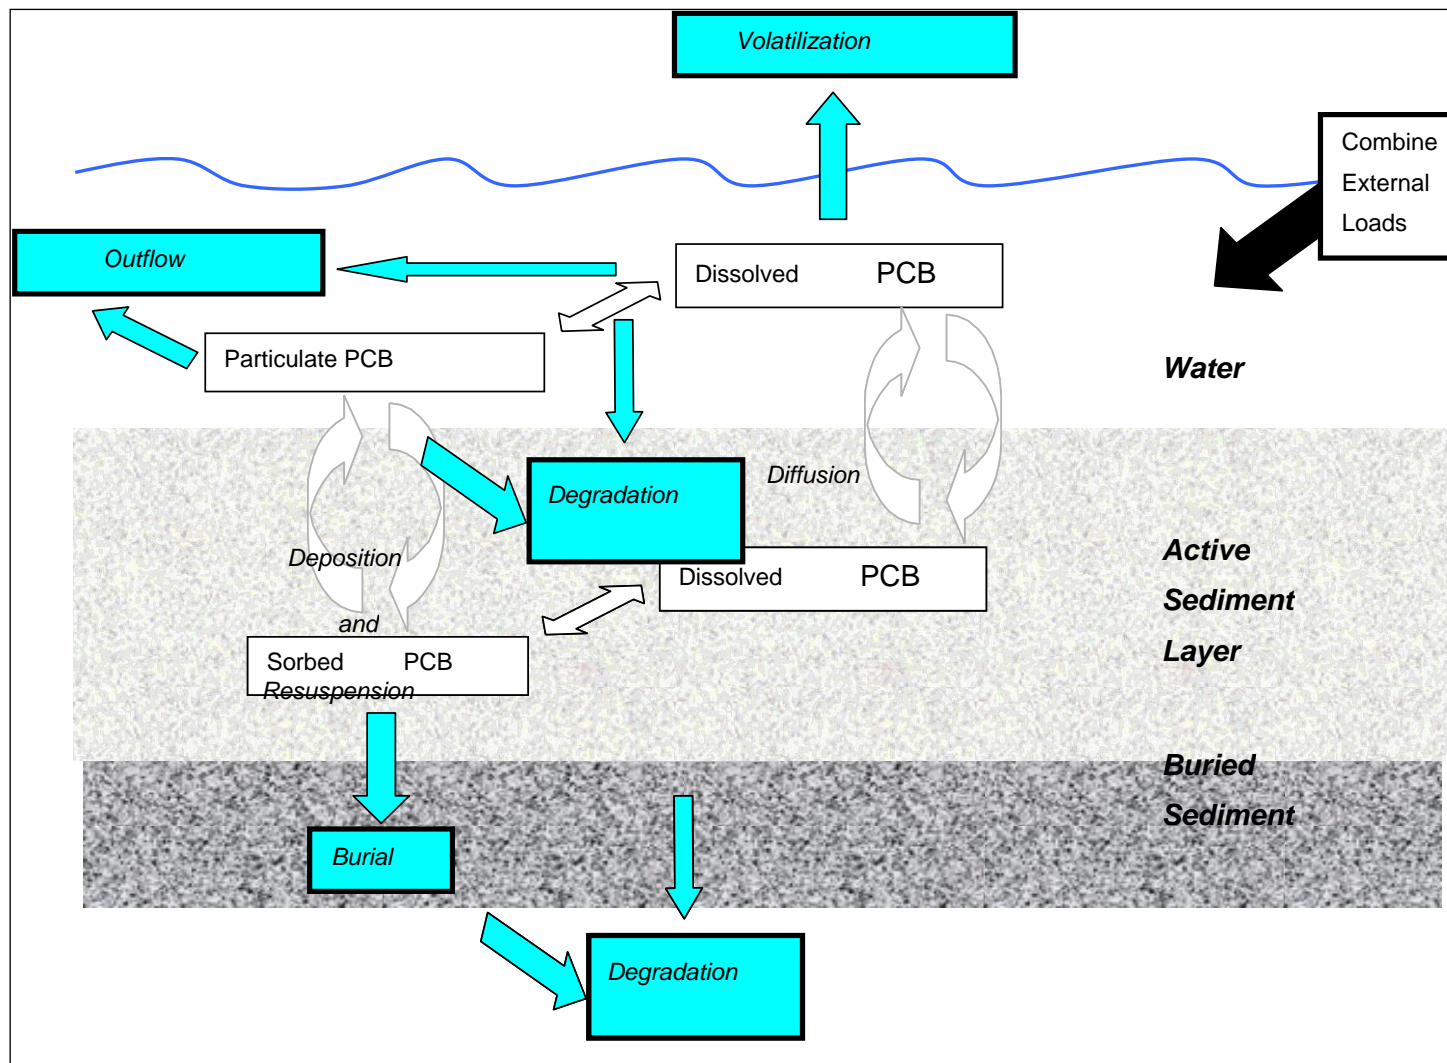 Volatilization
Combine
External
Loads
Outflow
Dissolved PCB
Particulate PCB
Water
Degradation
Diffusion
Deposition
Active
Dissolved PCB
Sediment
and
Layer
Sorbed PCB
Resuspension
Buried
Sediment
Burial
Degradation